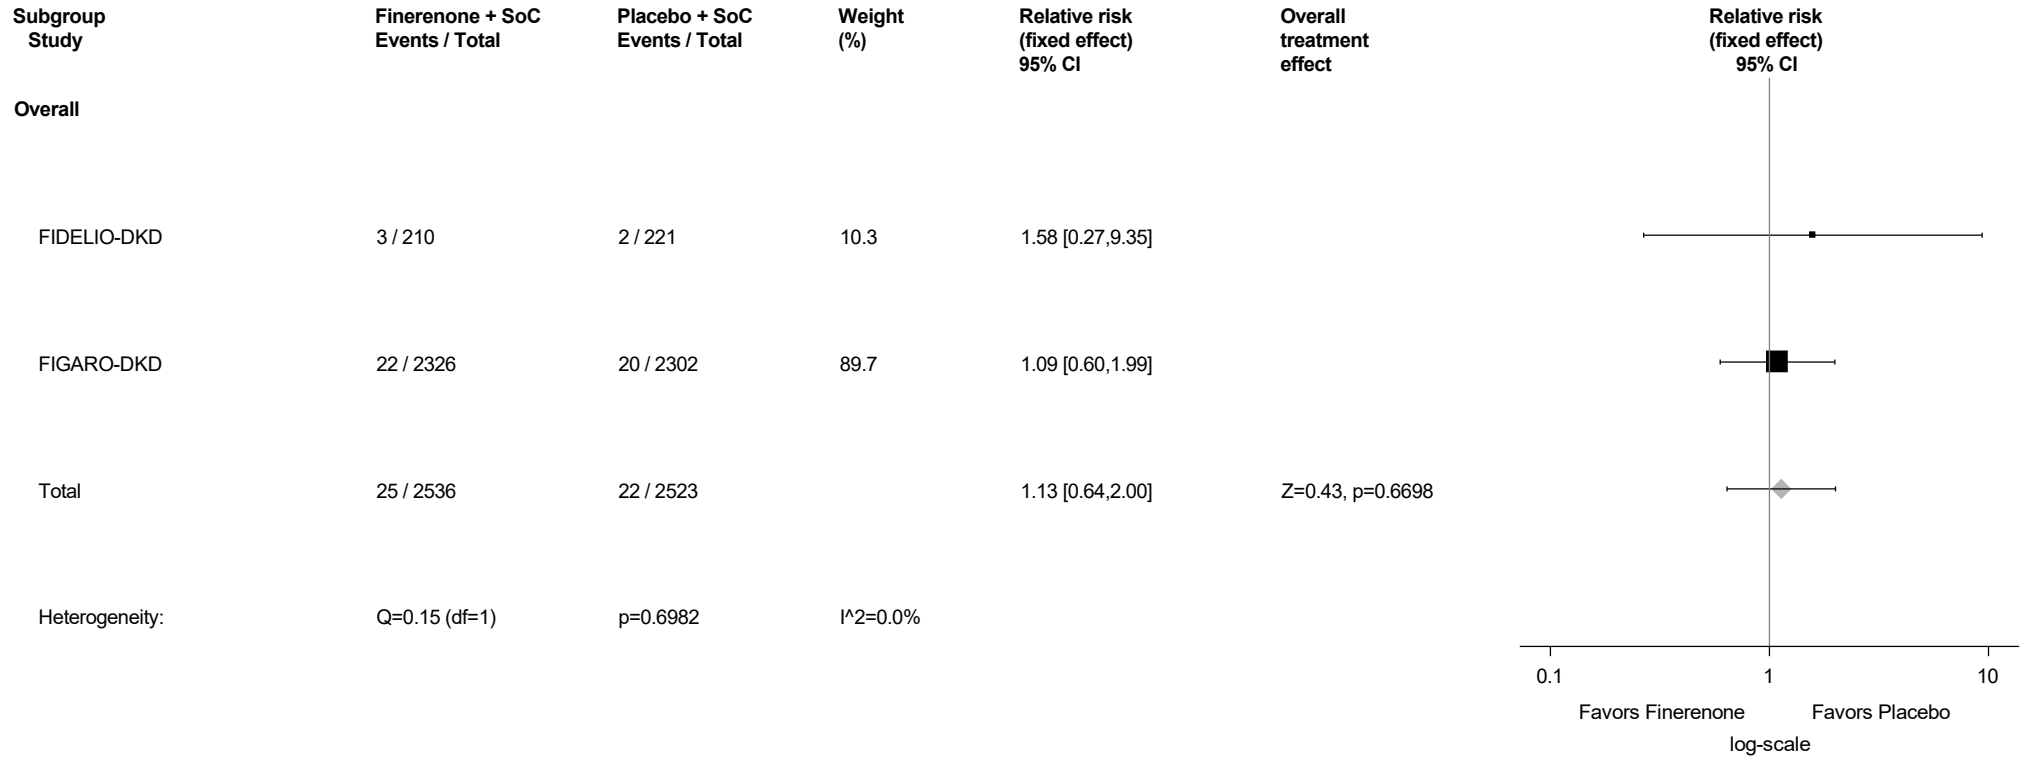 Subgroup Finerenone + SoC Placebo + SoC Weight Relative risk Overall Relative risk
Study Events / Total Events / Total (%) (fixed effect) treatment (fixed effect)
95% CI effect 95% CI
Overall
FIDELIO-DKD 3 / 210 2 / 221 10.3 1.58 [0.27,9.35]
FIGARO-DKD 22 / 2326 20 / 2302 89.7 1.09 [0.60,1.99]
Total 25 / 2536 22 / 2523 1.13 [0.64,2.00] Z=0.43, p=0.6698
Heterogeneity: Q=0.15 (df=1) p=0.6982 I^2=0.0%
0.1 1 10
Favors Finerenone Favors Placebo
log-scale